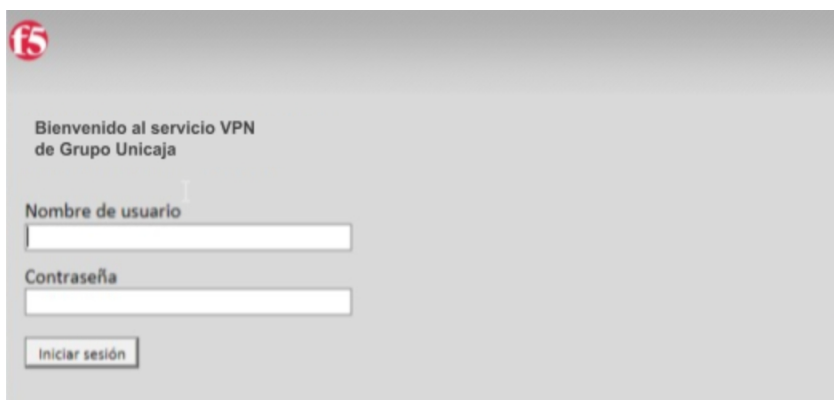 f5
Bienvenido al servicio VPN
de Grupo Unicaja
Nombre de usuario
Contraseña
Iniciar sesión